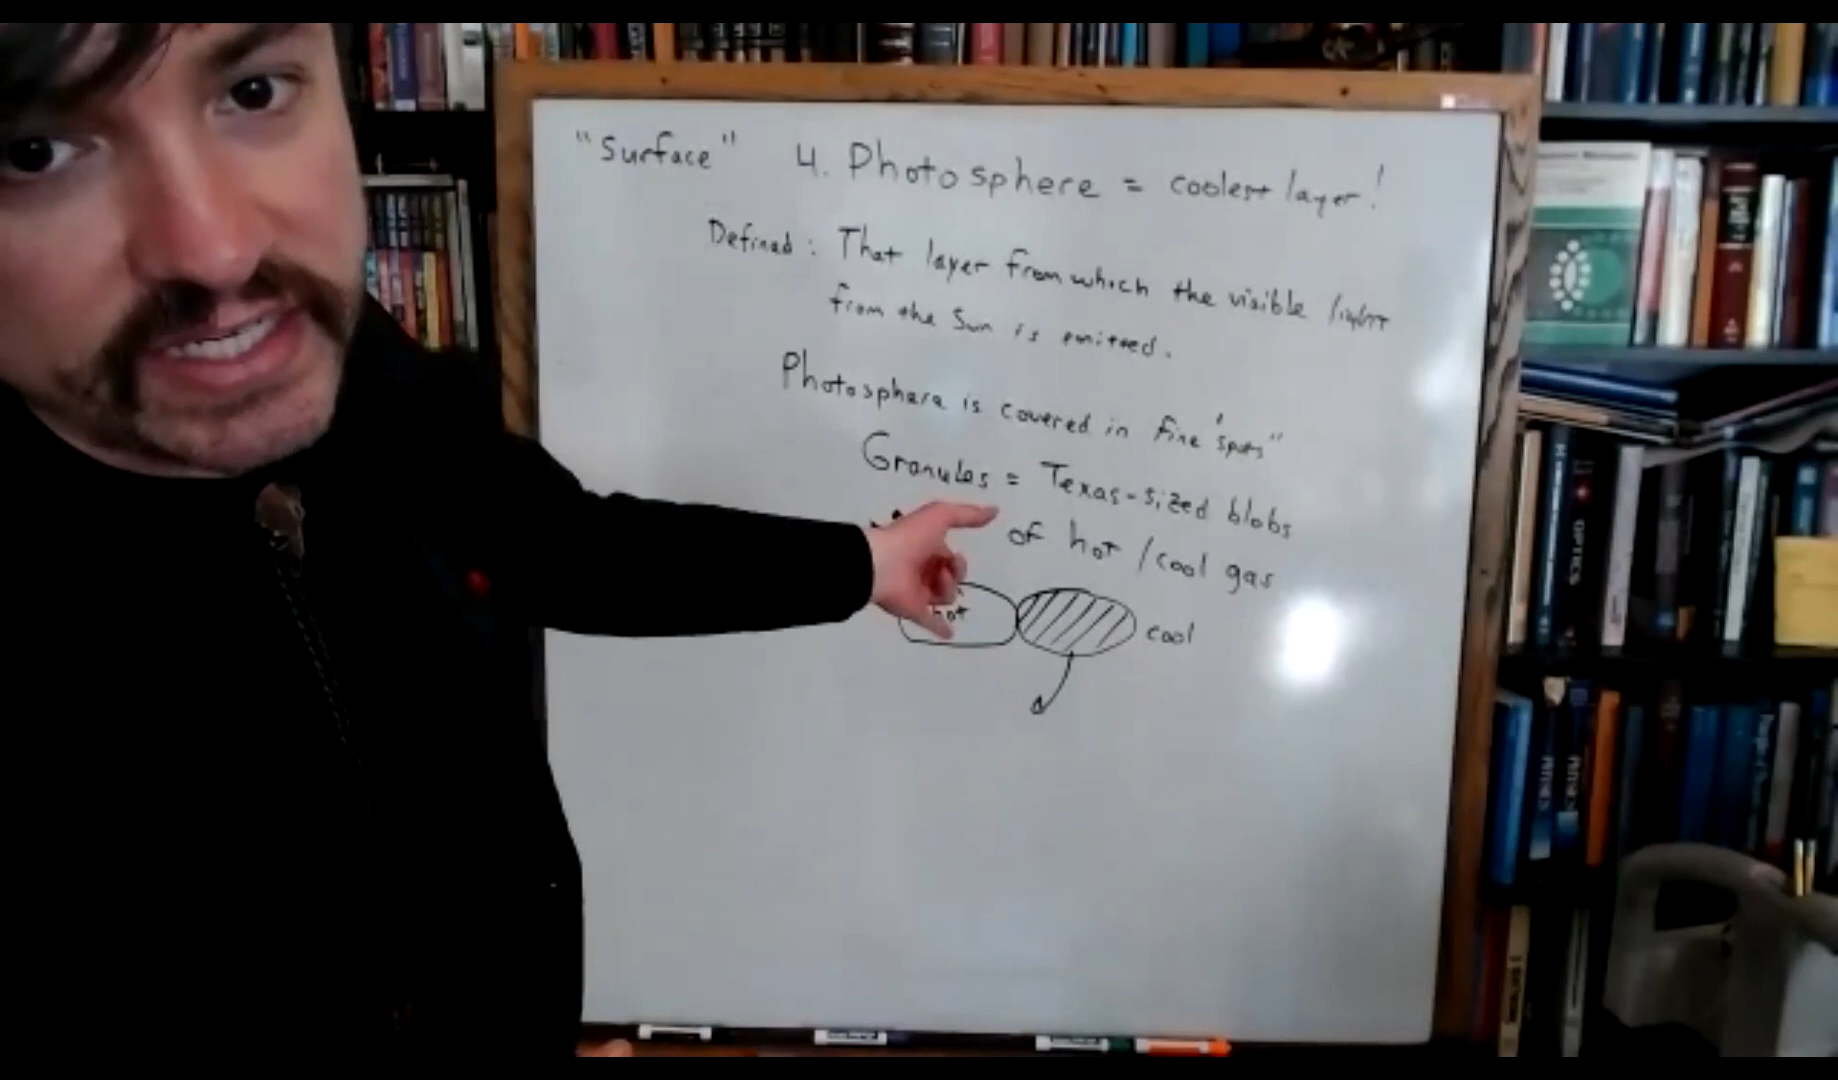 "Surface" 4. Photosphere = coolest layer!
Defined: That layer from which the visible light
from the Sun is emitted.
Photosphere is covered in fine 'spots"
Granules = Texas-sized blobs
of hot/cool gas
hot
cool
OPTICS